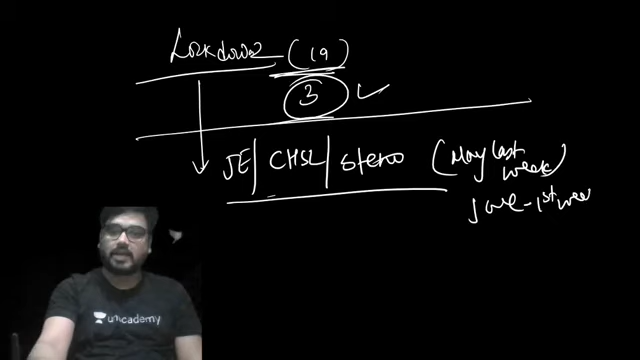 Lockdown (19)
3
JE | CHSL | Steno (May last
week)
June - 1st week
unacademy